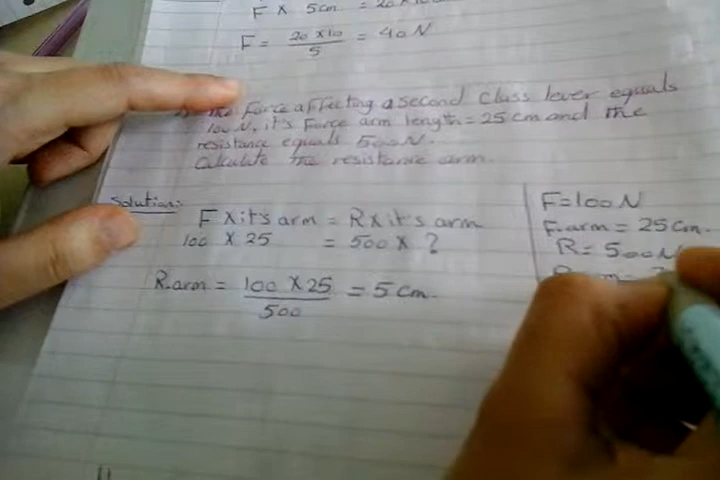 F X 5cm = 20 X
F = 20 X 10 / 5 = 40 N
The Force affecting a second class lever equals
100 N, it's Force arm length = 25 cm and the
resistance equals 500 N.
Calculate the resistance arm.
Solution:
F X it's arm = R X it's arm
100 X 25 = 500 X ?
R.arm = 100 X 25 / 500 = 5 cm.
F = 100 N
F.arm = 25 cm.
R = 500 N